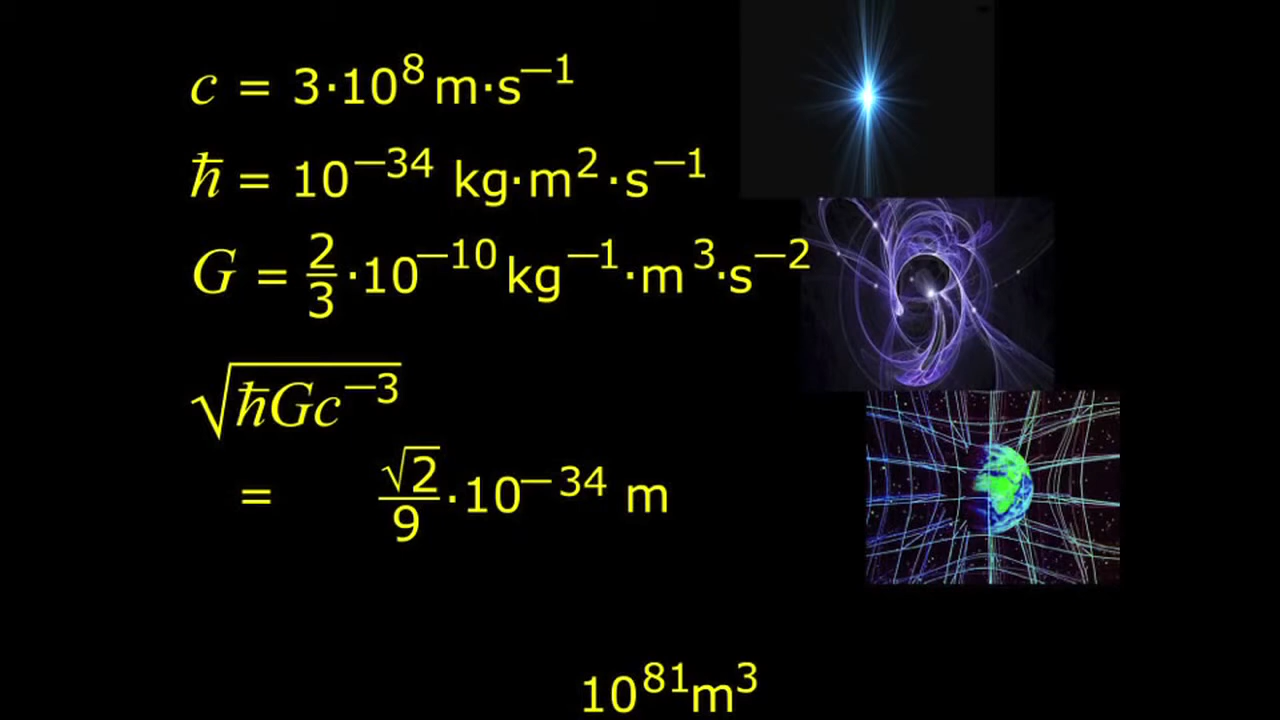 c = 3·10⁸ m·s⁻¹
ħ = 10⁻³⁴ kg·m²·s⁻¹
G = 2/3·10⁻¹⁰ kg⁻¹·m³·s⁻²
√(ħGc⁻³)
= √2/9·10⁻³⁴ m
10⁸¹m³